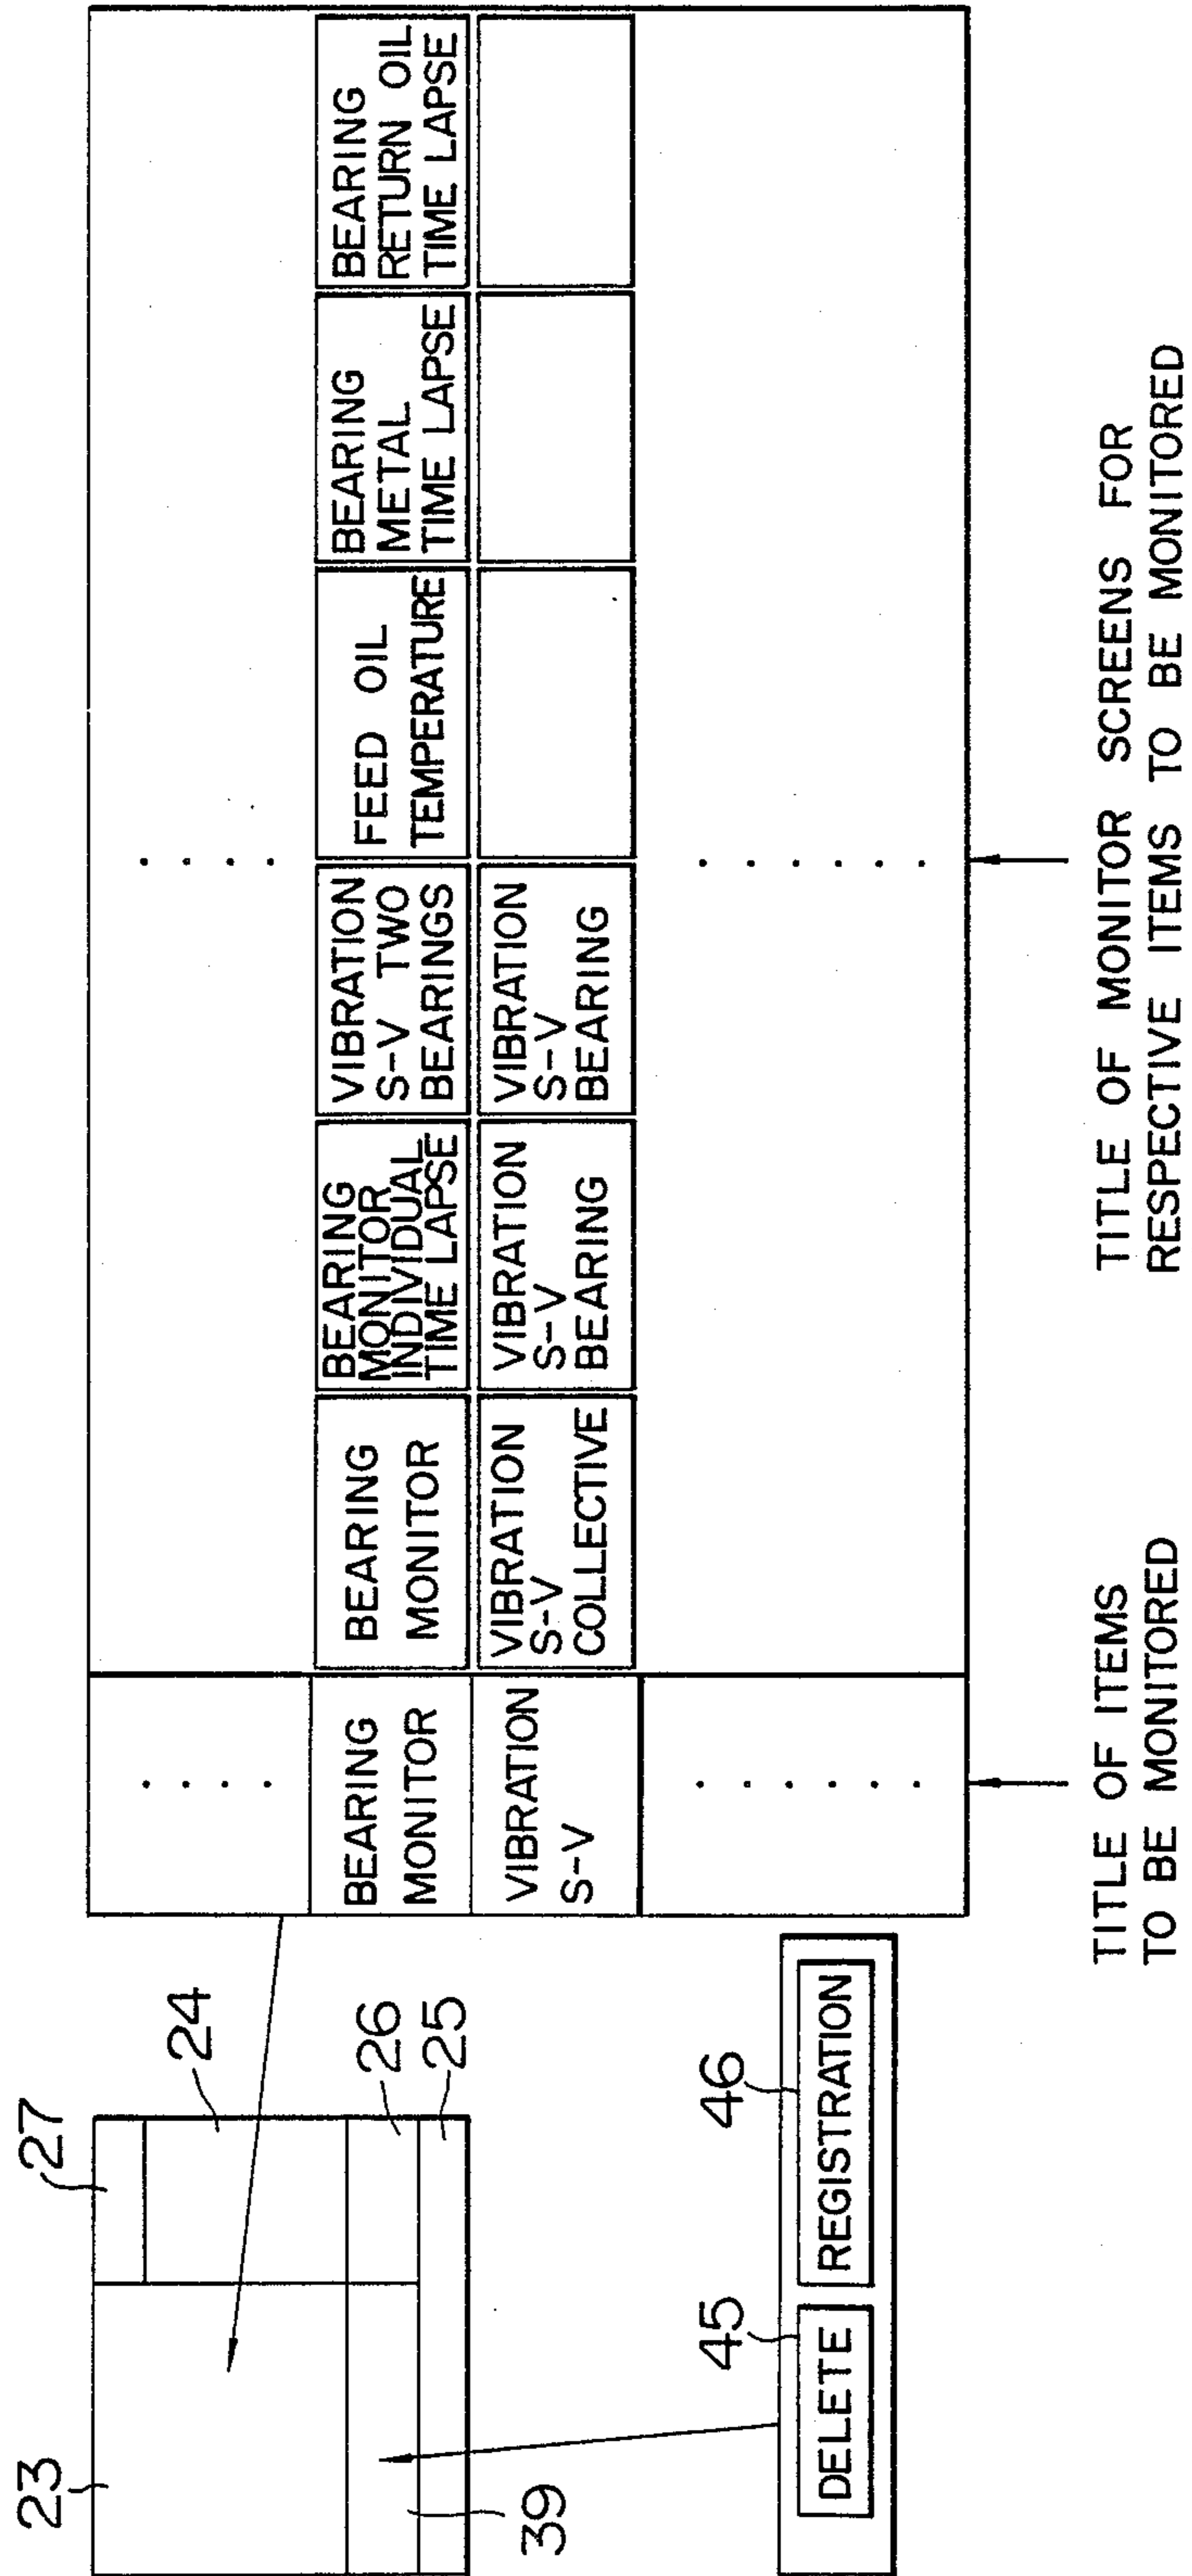 23
27
24
26
25
39
45
46
DELETE
REGISTRATION
BEARING
MONITOR
VIBRATION
S-V
BEARING
MONITOR
BEARING
MONITOR
INDIVIDUAL
TIME LAPSE
VIBRATION
S-V TWO
BEARINGS
FEED OIL
TEMPERATURE
BEARING
METAL
TIME LAPSE
BEARING
RETURN OIL
TIME LAPSE
VIBRATION
S-V
COLLECTIVE
VIBRATION
S-V
BEARING
VIBRATION
S-V
BEARING
TITLE OF ITEMS
TO BE MONITORED
TITLE OF MONITOR SCREENS FOR
RESPECTIVE ITEMS TO BE MONITORED